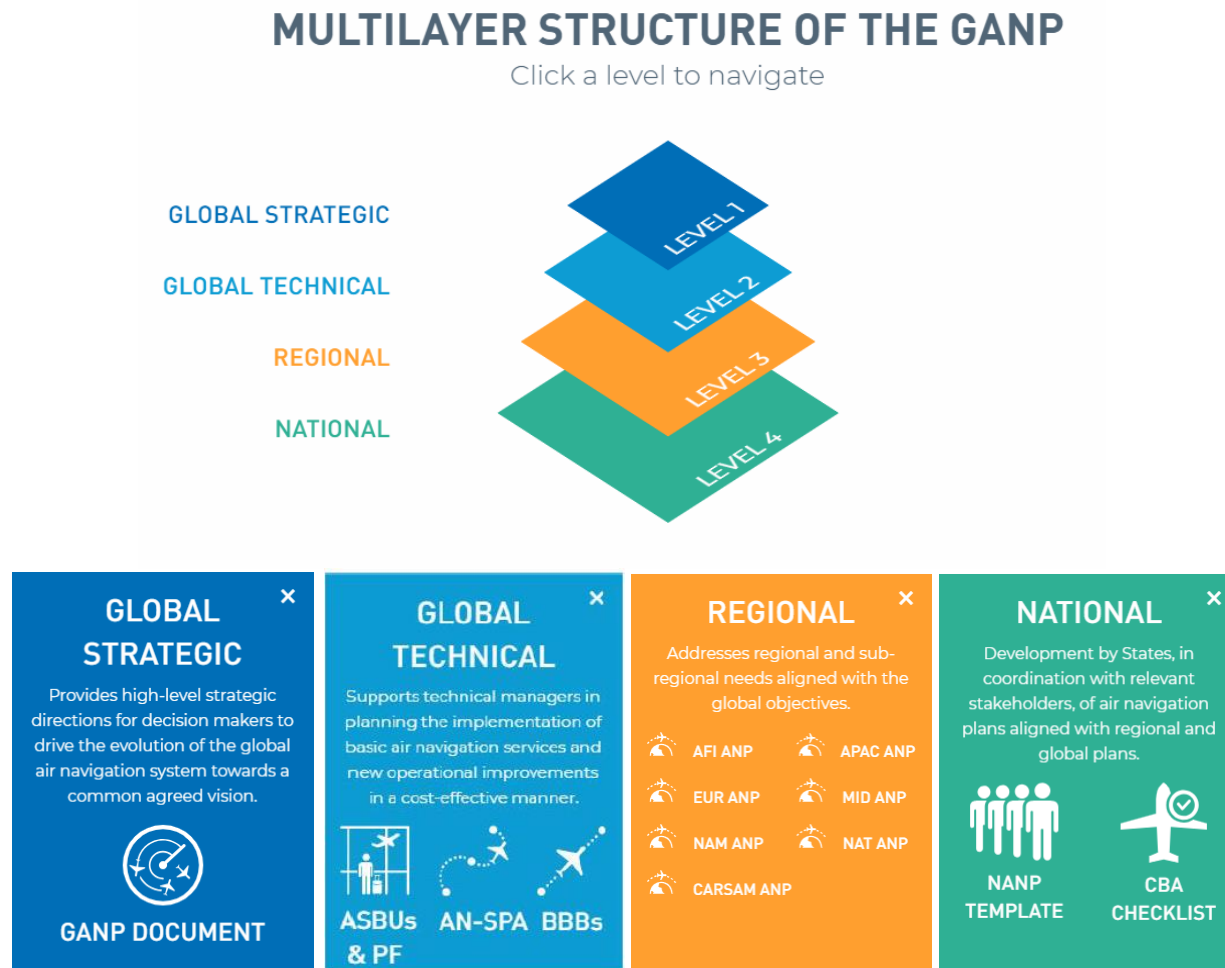 MULTILAYER STRUCTURE OF THE GANP
Click a level to navigate
GLOBAL STRATEGIC
LEVEL 1
GLOBAL TECHNICAL
LEVEL 2
REGIONAL
LEVEL 3
NATIONAL
LEVEL 4
GLOBAL
STRATEGIC
Provides high-level strategic
directions for decision makers to
drive the evolution of the global
air navigation system towards a
common agreed vision.
GANP DOCUMENT
GLOBAL
TECHNICAL
Supports technical managers in
planning the implementation of
basic air navigation services and
new operational improvements
in a cost-effective manner.
ASBUs
& PF
AN-SPA
BBBs
REGIONAL
Addresses regional and sub-
regional needs aligned with the
global objectives.
AFI ANP
APAC ANP
EUR ANP
MID ANP
NAM ANP
NAT ANP
CARSAM ANP
NATIONAL
Development by States, in
coordination with relevant
stakeholders, of air navigation
plans aligned with regional and
global plans.
NANP
TEMPLATE
CBA
CHECKLIST